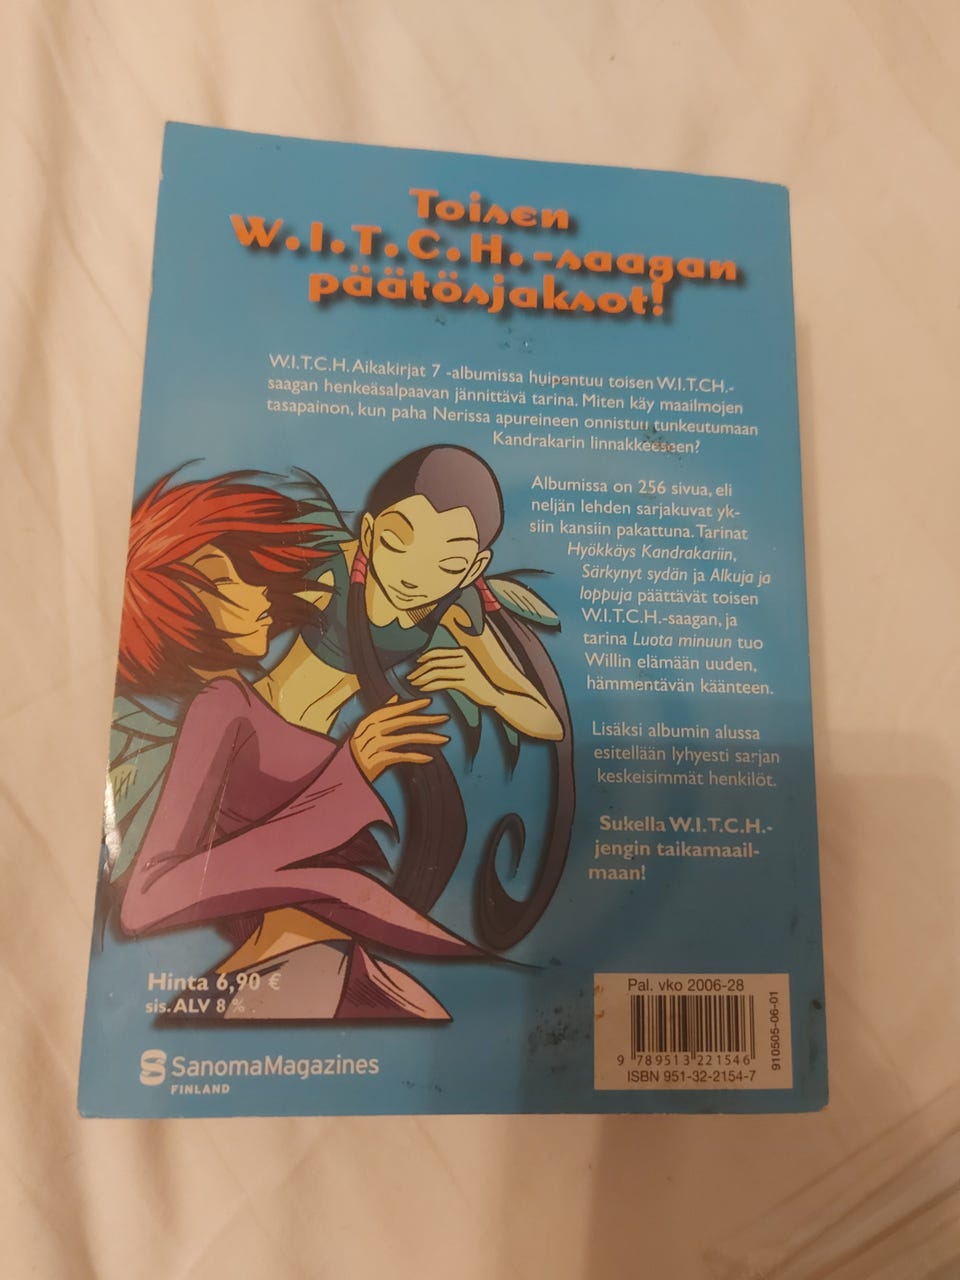 Toisen
W.I.T.C.H.-saagan
päätösjaksot!
W.I.T.C.H. Aikakirjat 7 -albumissa huipentuu toisen W.I.T.CH.-
saagan henkeäsalpaavan jännittävä tarina. Miten käy maailmojen
tasapainon, kun paha Nerissa apureineen onnistuu tunkeutumaan
Kandrakarin linnakkeeseen?
Albumissa on 256 sivua, eli
neljän lehden sarjakuvat yk-
siin kansiin pakattuna. Tarinat
Hyökkäys Kandrakariin,
Särkynyt sydän ja Alkuja ja
loppuja päättävät toisen
W.I.T.C.H.-saagan, ja
tarina Luota minuun tuo
Willin elämään uuden,
hämmentävän käänteen.
Lisäksi albumin alussa
esitellään lyhyesti sarjan
keskeisimmät henkilöt.
Sukella W.I.T.C.H.-
jengin taikamaail-
maan!
Hinta 6,90 €
sis. ALV 8 %
SanomaMagazines
FINLAND
Pal. vko 2006-28
9 789513 221546
ISBN 951-32-2154-7
910505-06-01